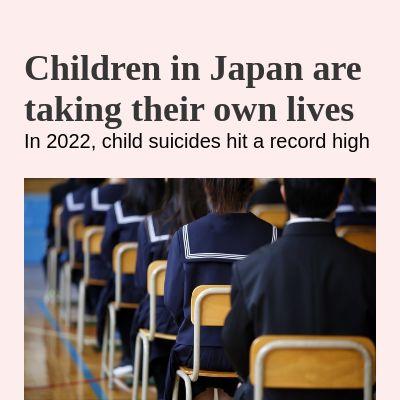 Children in Japan are
taking their own lives
In 2022, child suicides hit a record high